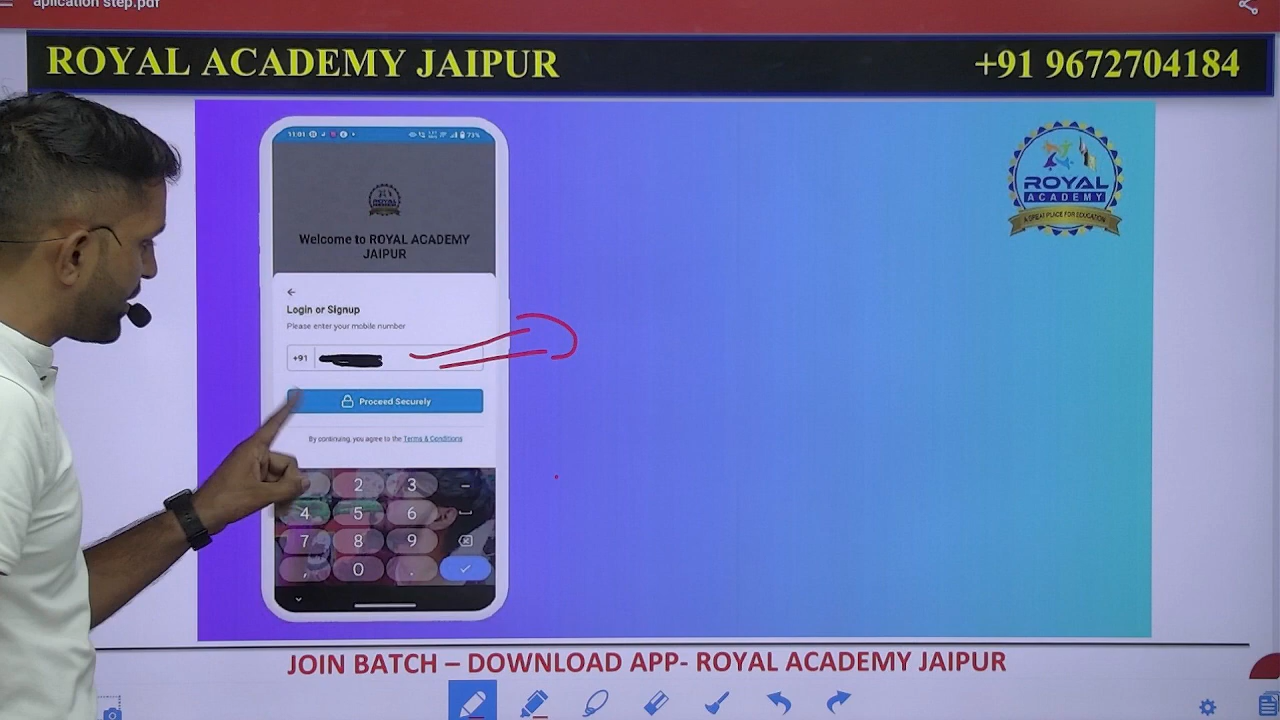 aplication step.pdf
ROYAL ACADEMY JAIPUR
+91 9672704184
11:01
73%
Welcome to ROYAL ACADEMY
JAIPUR
ROYAL
ACADEMY
A GREAT PLACE FOR EDUCATION
Login or Signup
Please enter your mobile number
+91
Proceed Securely
By continuing, you agree to the Terms & Conditions
2 3 -
4 5 6
7 8 9
, 0 .
JOIN BATCH – DOWNLOAD APP- ROYAL ACADEMY JAIPUR